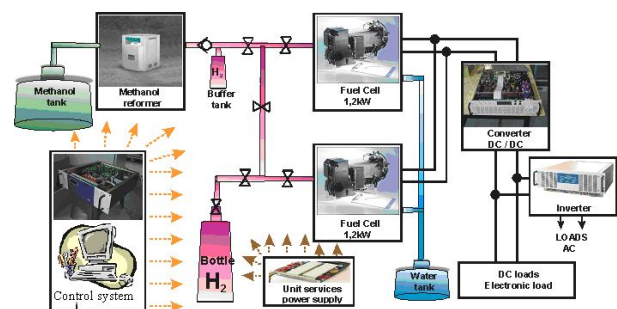 Methanol
tank
Methanol
reformer
H2
Buffer
tank
Fuel Cell
1,2kW
Converter
DC / DC
Fuel Cell
1,2kW
Inverter
LOADS
AC
Bottle
H2
Control system
Unit services
power supply
Water
tank
DC loads
Electronic load